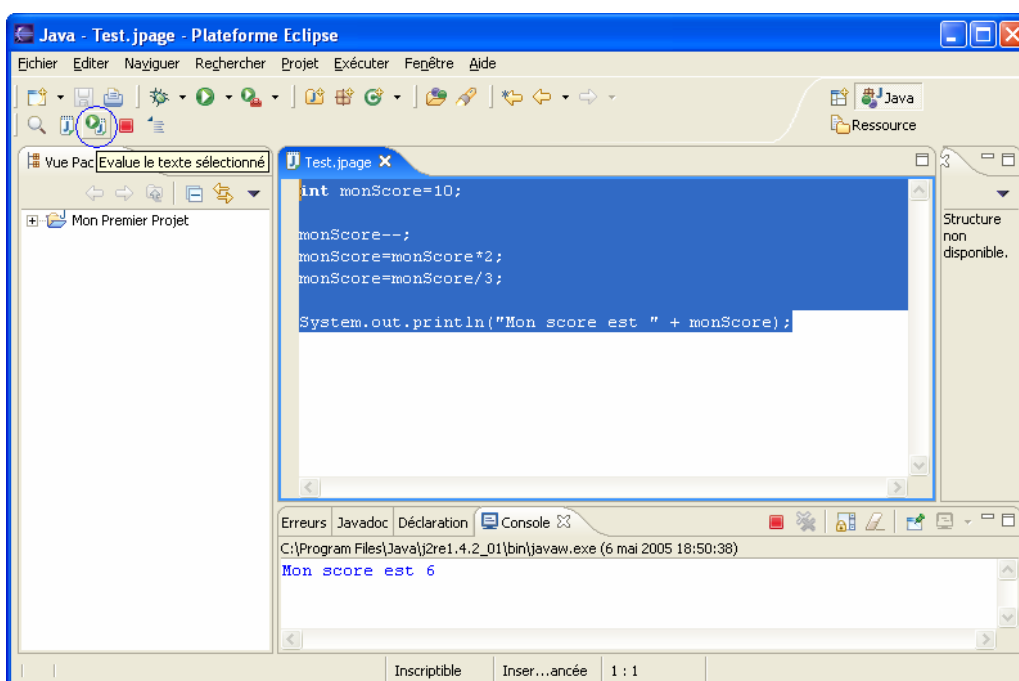 Java - Test.jpage - Plateforme Eclipse
Fichier Editer Naviguer Rechercher Projet Exécuter Fenêtre Aide
Java
Ressource
Vue Pac
Evalue le texte sélectionné
Test.jpage
int monScore=10;
monScore--;
monScore=monScore*2;
monScore=monScore/3;
System.out.println("Mon score est " + monScore);
Mon Premier Projet
Structure
non
disponible.
Erreurs Javadoc Déclaration Console
C:\Program Files\Java\j2re1.4.2_01\bin\javaw.exe (6 mai 2005 18:50:38)
Mon score est 6
Inscriptible Inser...ancée 1 : 1